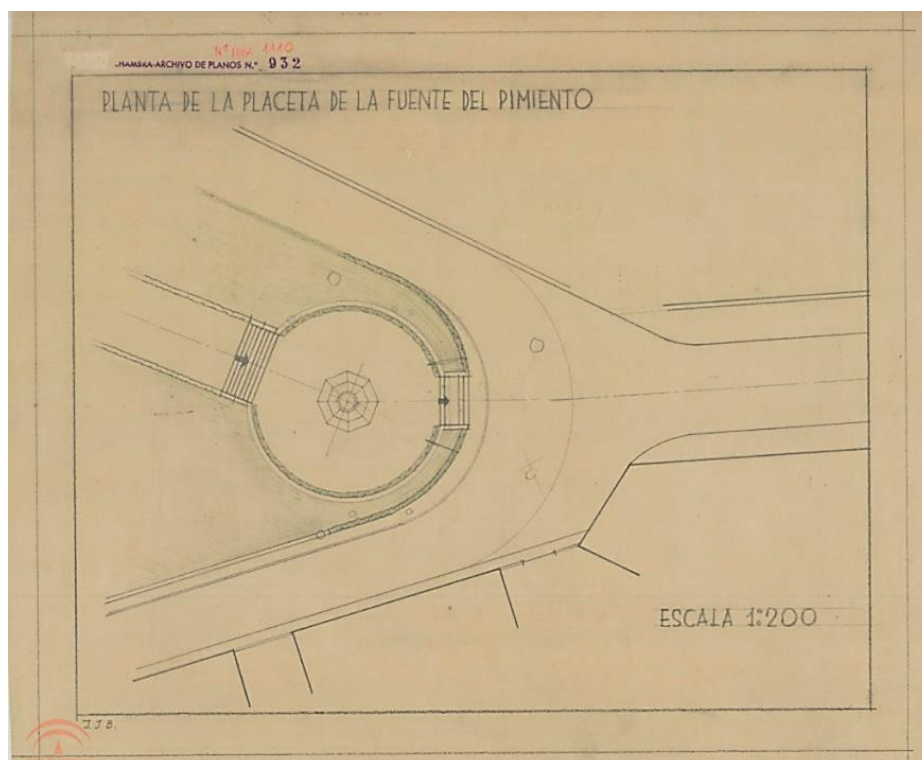 Nº Inv. 1110
ALHAMBRA-ARCHIVO DE PLANOS N.º 932
PLANTA DE LA PLACETA DE LA FUENTE DEL PIMIENTO
ESCALA 1:200
J.J.B.